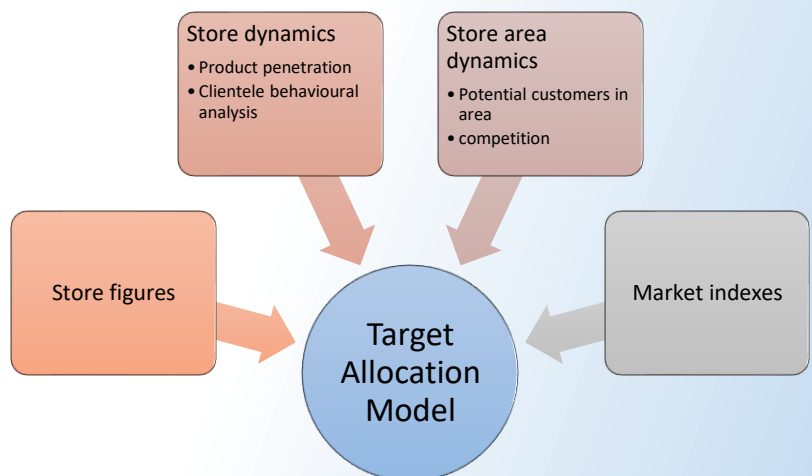 Store dynamics
• Product penetration
• Clientele behavioural
analysis
Store area
dynamics
• Potential customers in
area
• competition
Store figures
Market indexes
Target
Allocation
Model